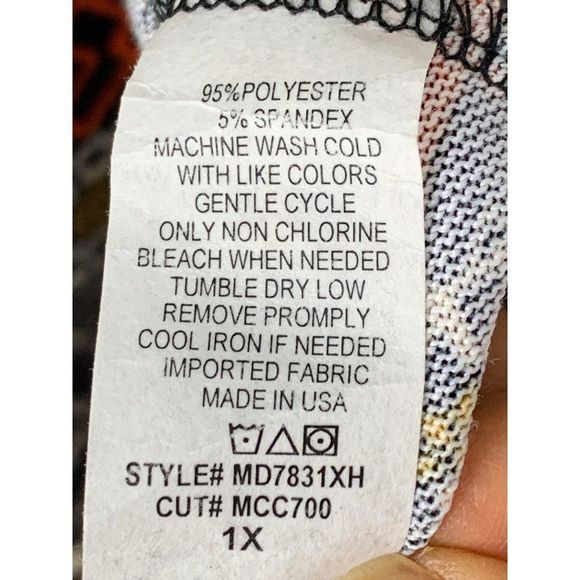 95%POLYESTER
5% SPANDEX
MACHINE WASH COLD
WITH LIKE COLORS
GENTLE CYCLE
ONLY NON CHLORINE
BLEACH WHEN NEEDED
TUMBLE DRY LOW
REMOVE PROMPLY
COOL IRON IF NEEDED
IMPORTED FABRIC
MADE IN USA
STYLE# MD7831XH
CUT# MCC700
1X